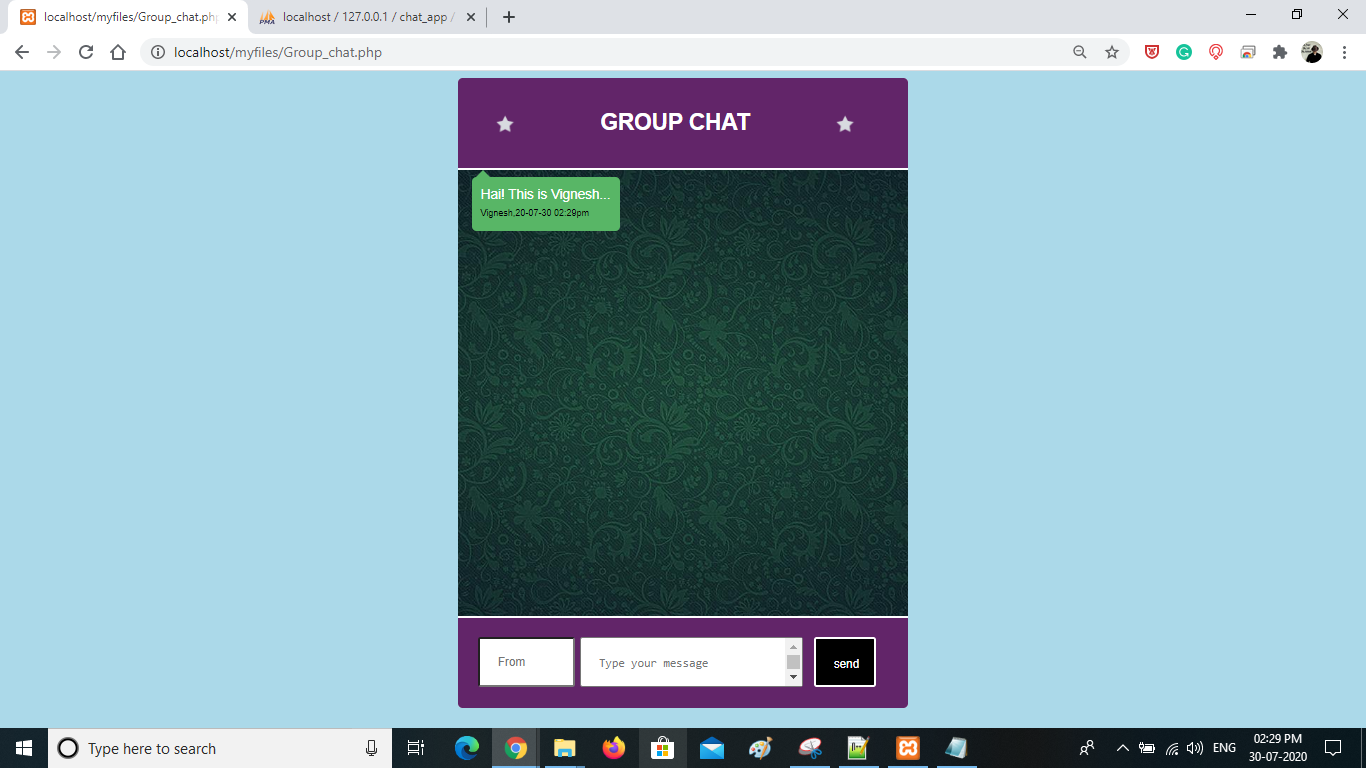 localhost/myfiles/Group_chat.php
localhost / 127.0.0.1 / chat_app /
localhost/myfiles/Group_chat.php
GROUP CHAT
Hai! This is Vignesh...
Vignesh,20-07-30 02:29pm
From
Type your message
send
Type here to search
ENG
02:29 PM
30-07-2020